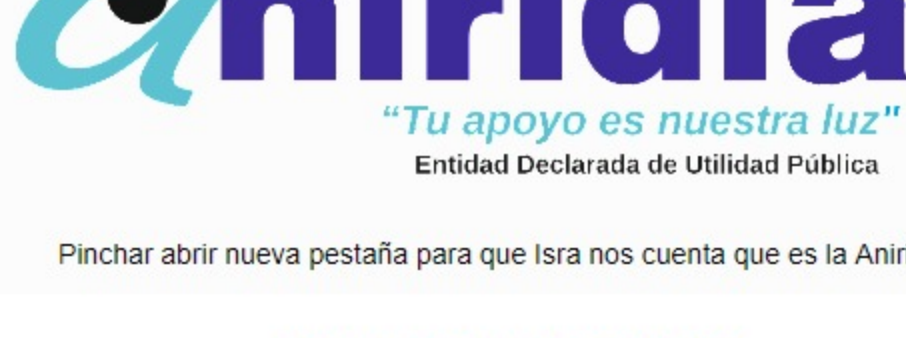 aniridia
“Tu apoyo es nuestra luz"
Entidad Declarada de Utilidad Pública
Pinchar abrir nueva pestaña para que Isra nos cuenta que es la Anir